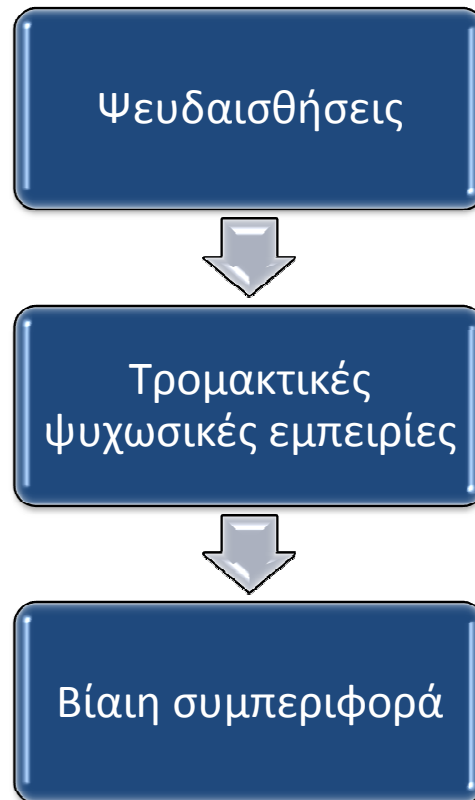 Ψευδαισθήσεις
Τρομακτικές
ψυχωσικές εμπειρίες
Βίαιη συμπεριφορά